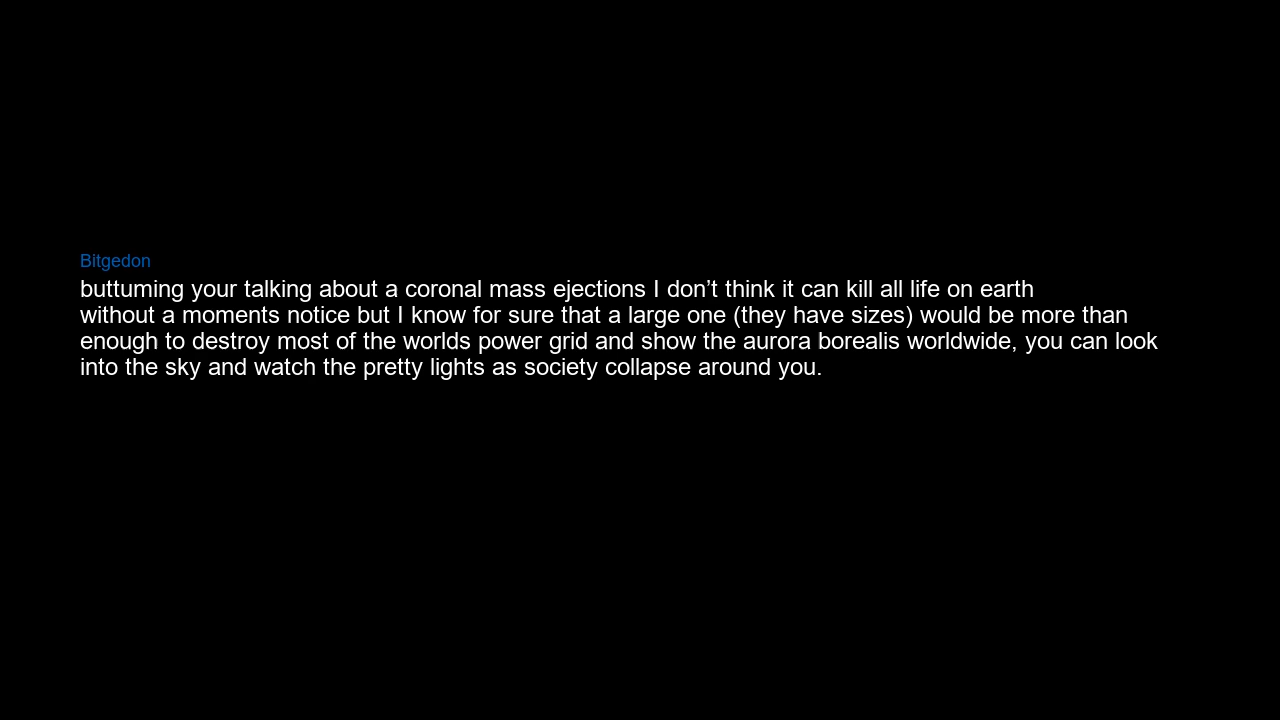 Bitgedon
buttuming your talking about a coronal mass ejections I don’t think it can kill all life on earth
without a moments notice but I know for sure that a large one (they have sizes) would be more than
enough to destroy most of the worlds power grid and show the aurora borealis worldwide, you can look
into the sky and watch the pretty lights as society collapse around you.